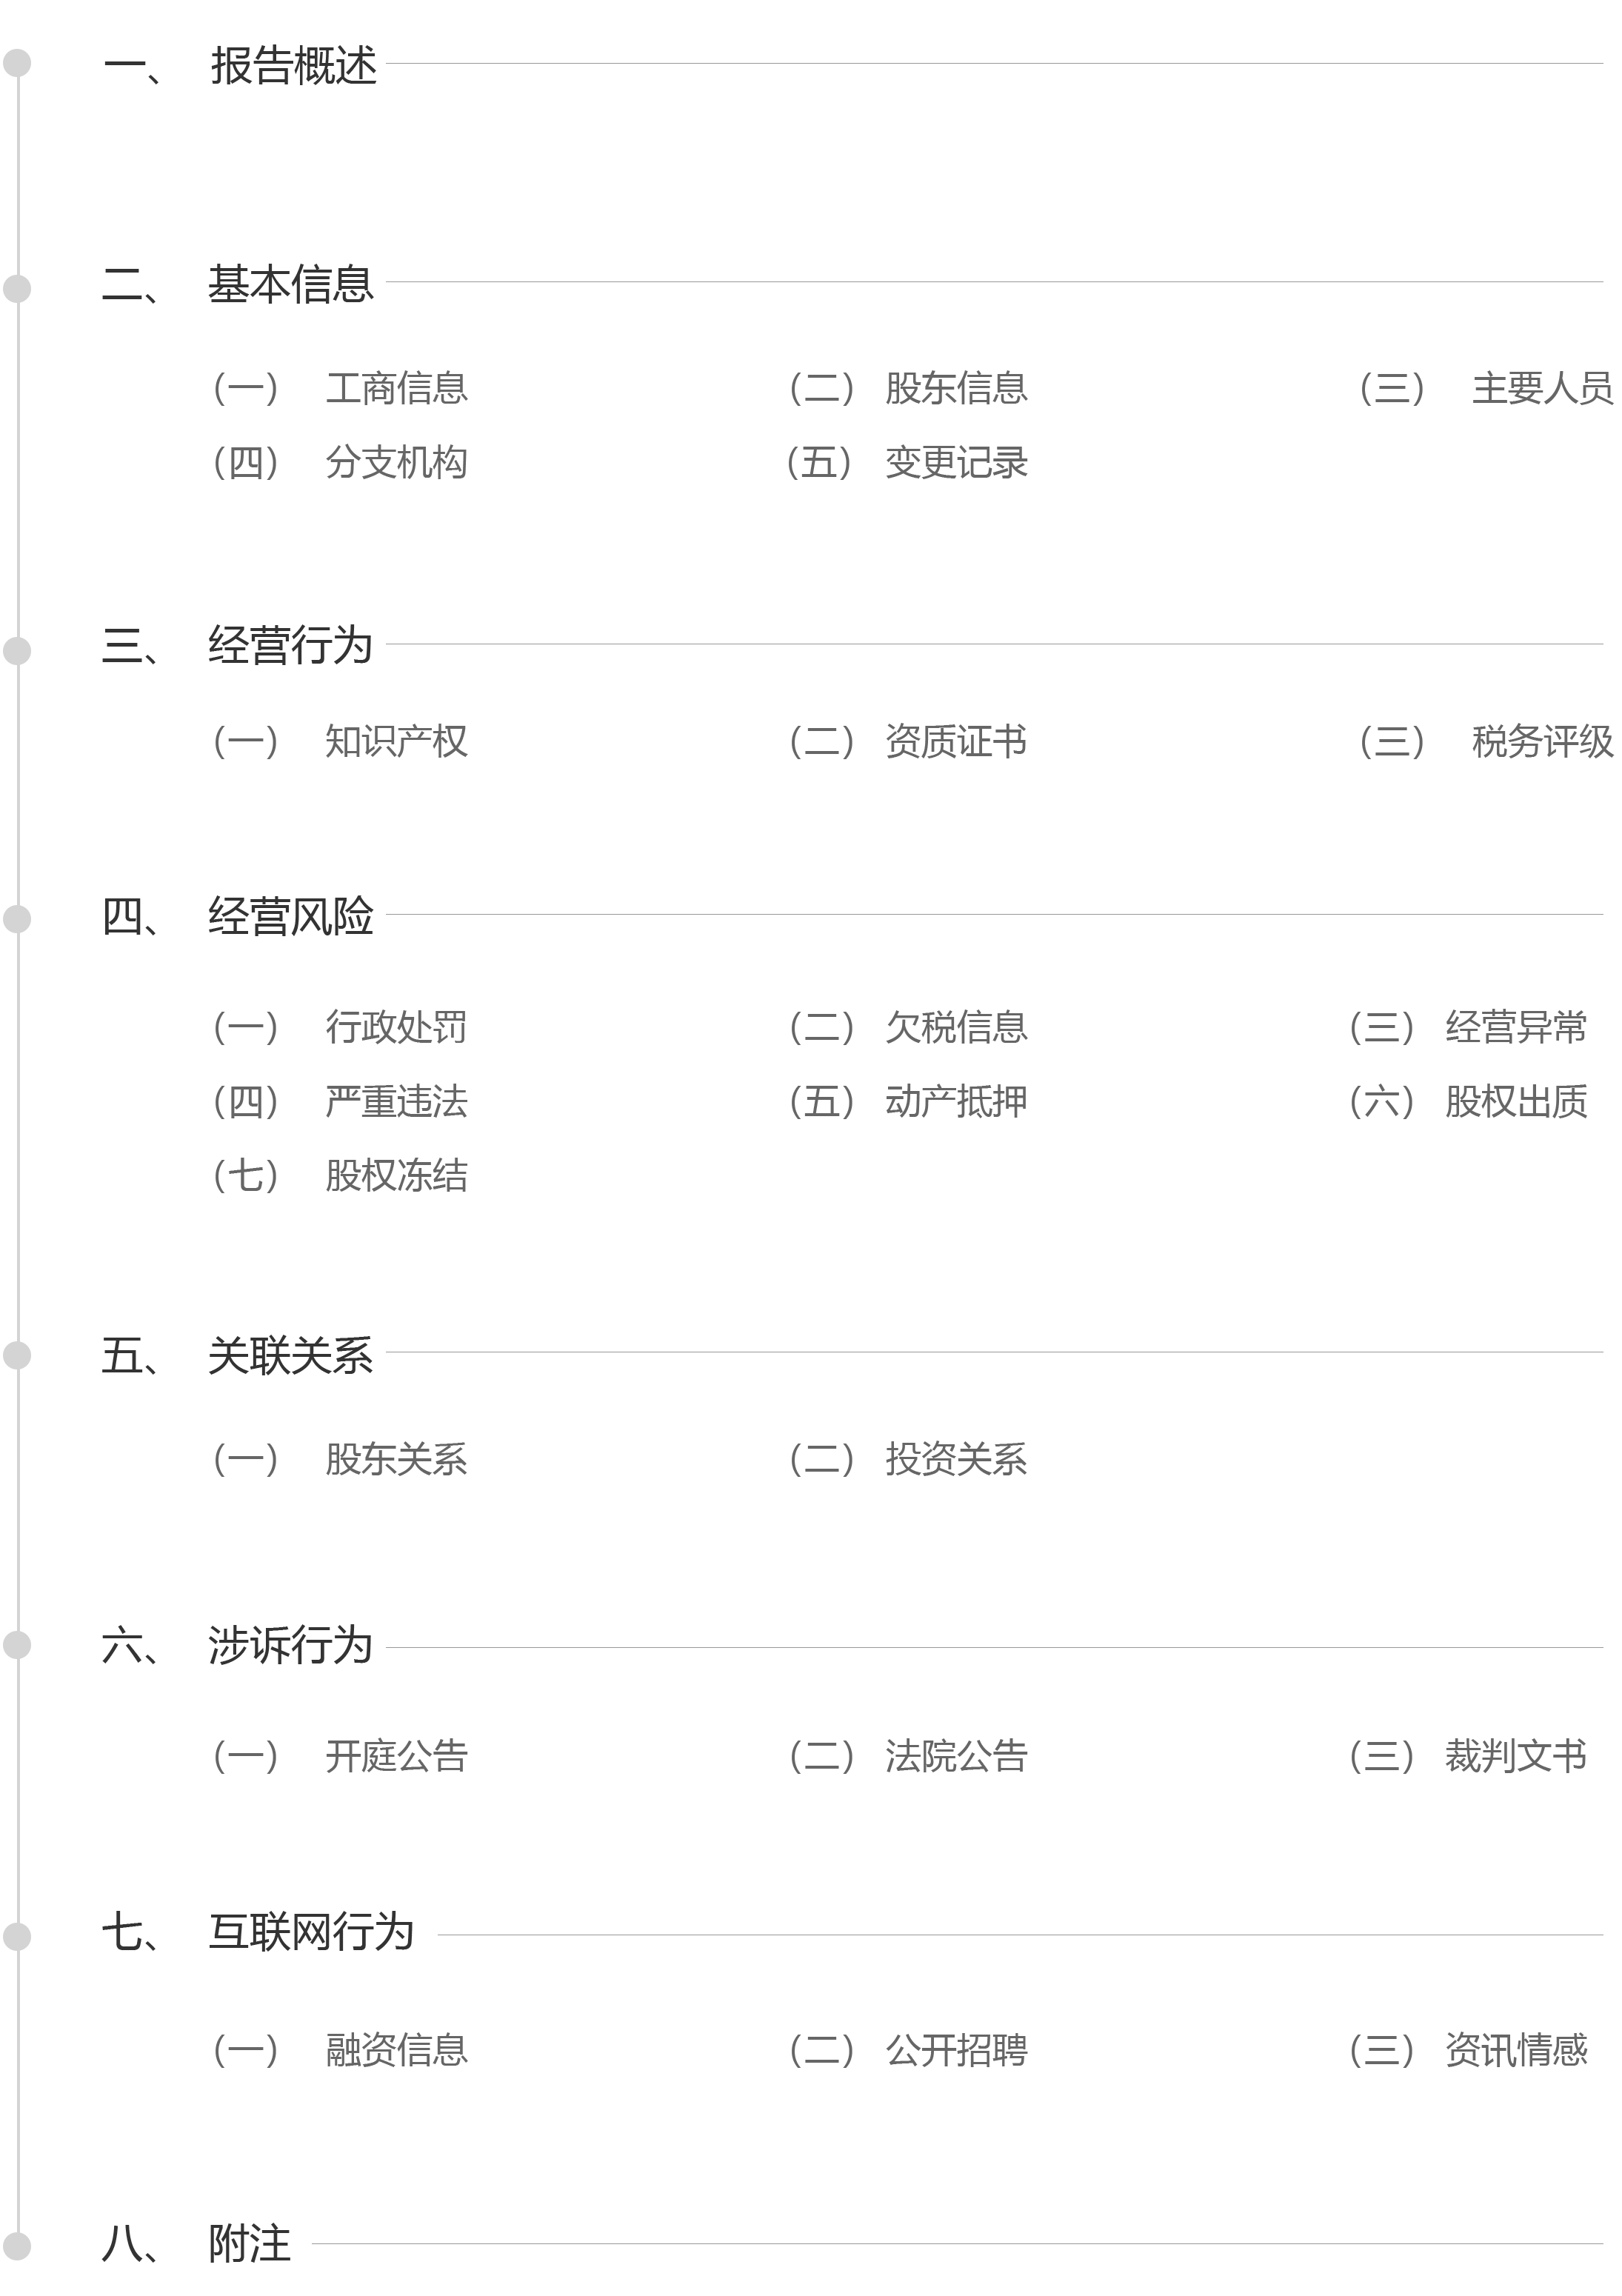 一、 报告概述
二、 基本信息
（一） 工商信息 （二） 股东信息 （三） 主要人员
（四） 分支机构 （五） 变更记录
三、 经营行为
（一） 知识产权 （二） 资质证书 （三） 税务评级
四、 经营风险
（一） 行政处罚 （二） 欠税信息 （三） 经营异常
（四） 严重违法 （五） 动产抵押 （六） 股权出质
（七） 股权冻结
五、 关联关系
（一） 股东关系 （二） 投资关系
六、 涉诉行为
（一） 开庭公告 （二） 法院公告 （三） 裁判文书
七、 互联网行为
（一） 融资信息 （二） 公开招聘 （三） 资讯情感
八、 附注